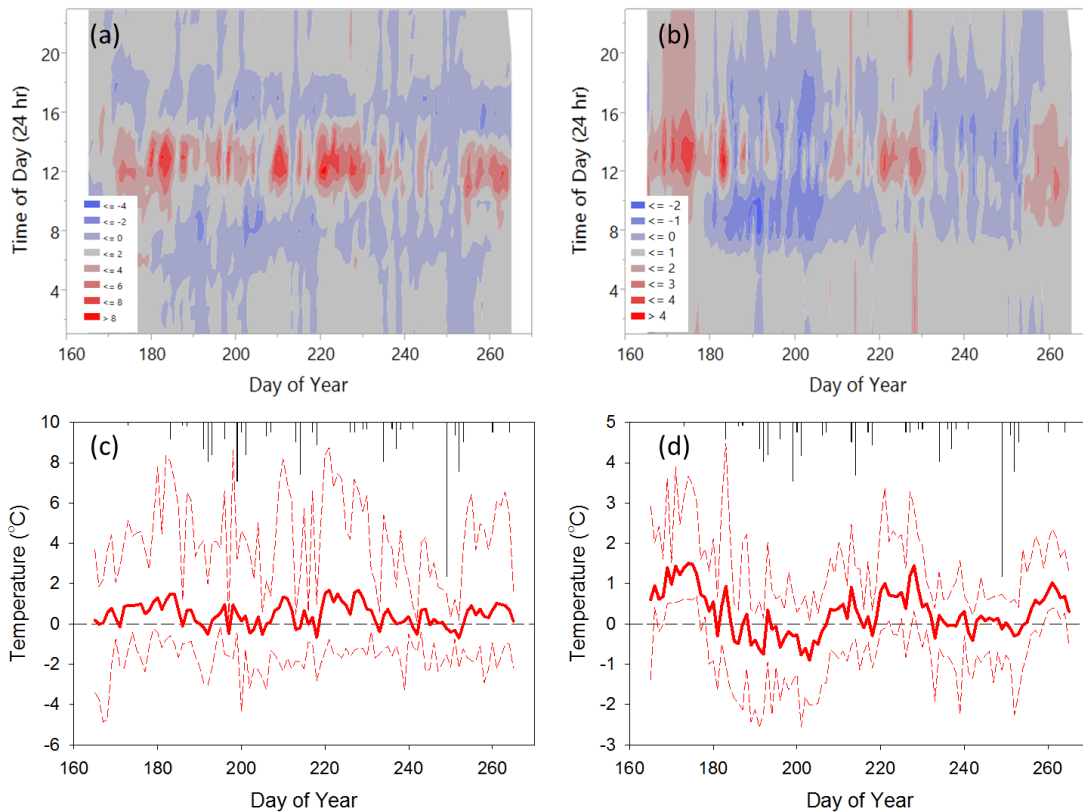 (a)
20
16
12
8
4
Time of Day (24 hr)
<= -4
<= -2
<= 0
<= 2
<= 4
<= 6
<= 8
> 8
160 180 200 220 240 260
Day of Year
(b)
20
16
12
8
4
Time of Day (24 hr)
<= -2
<= -1
<= 0
<= 1
<= 2
<= 3
<= 4
> 4
160 180 200 220 240 260
Day of Year
(c)
10
8
6
4
2
0
-2
-4
-6
Temperature (°C)
160 180 200 220 240 260
Day of Year
(d)
5
4
3
2
1
0
-1
-2
-3
Temperature (°C)
160 180 200 220 240 260
Day of Year